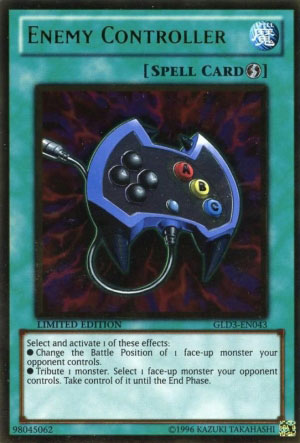 ENEMY CONTROLLER
魔
[SPELL CARD]
A
B
C
LIMITED EDITION GLD3-EN043
Select and activate 1 of these effects:
● Change the Battle Position of 1 face-up monster your
opponent controls.
● Tribute 1 monster. Select 1 face-up monster your opponent
controls. Take control of it until the End Phase.
98045062 ©1996 KAZUKI TAKAHASHI